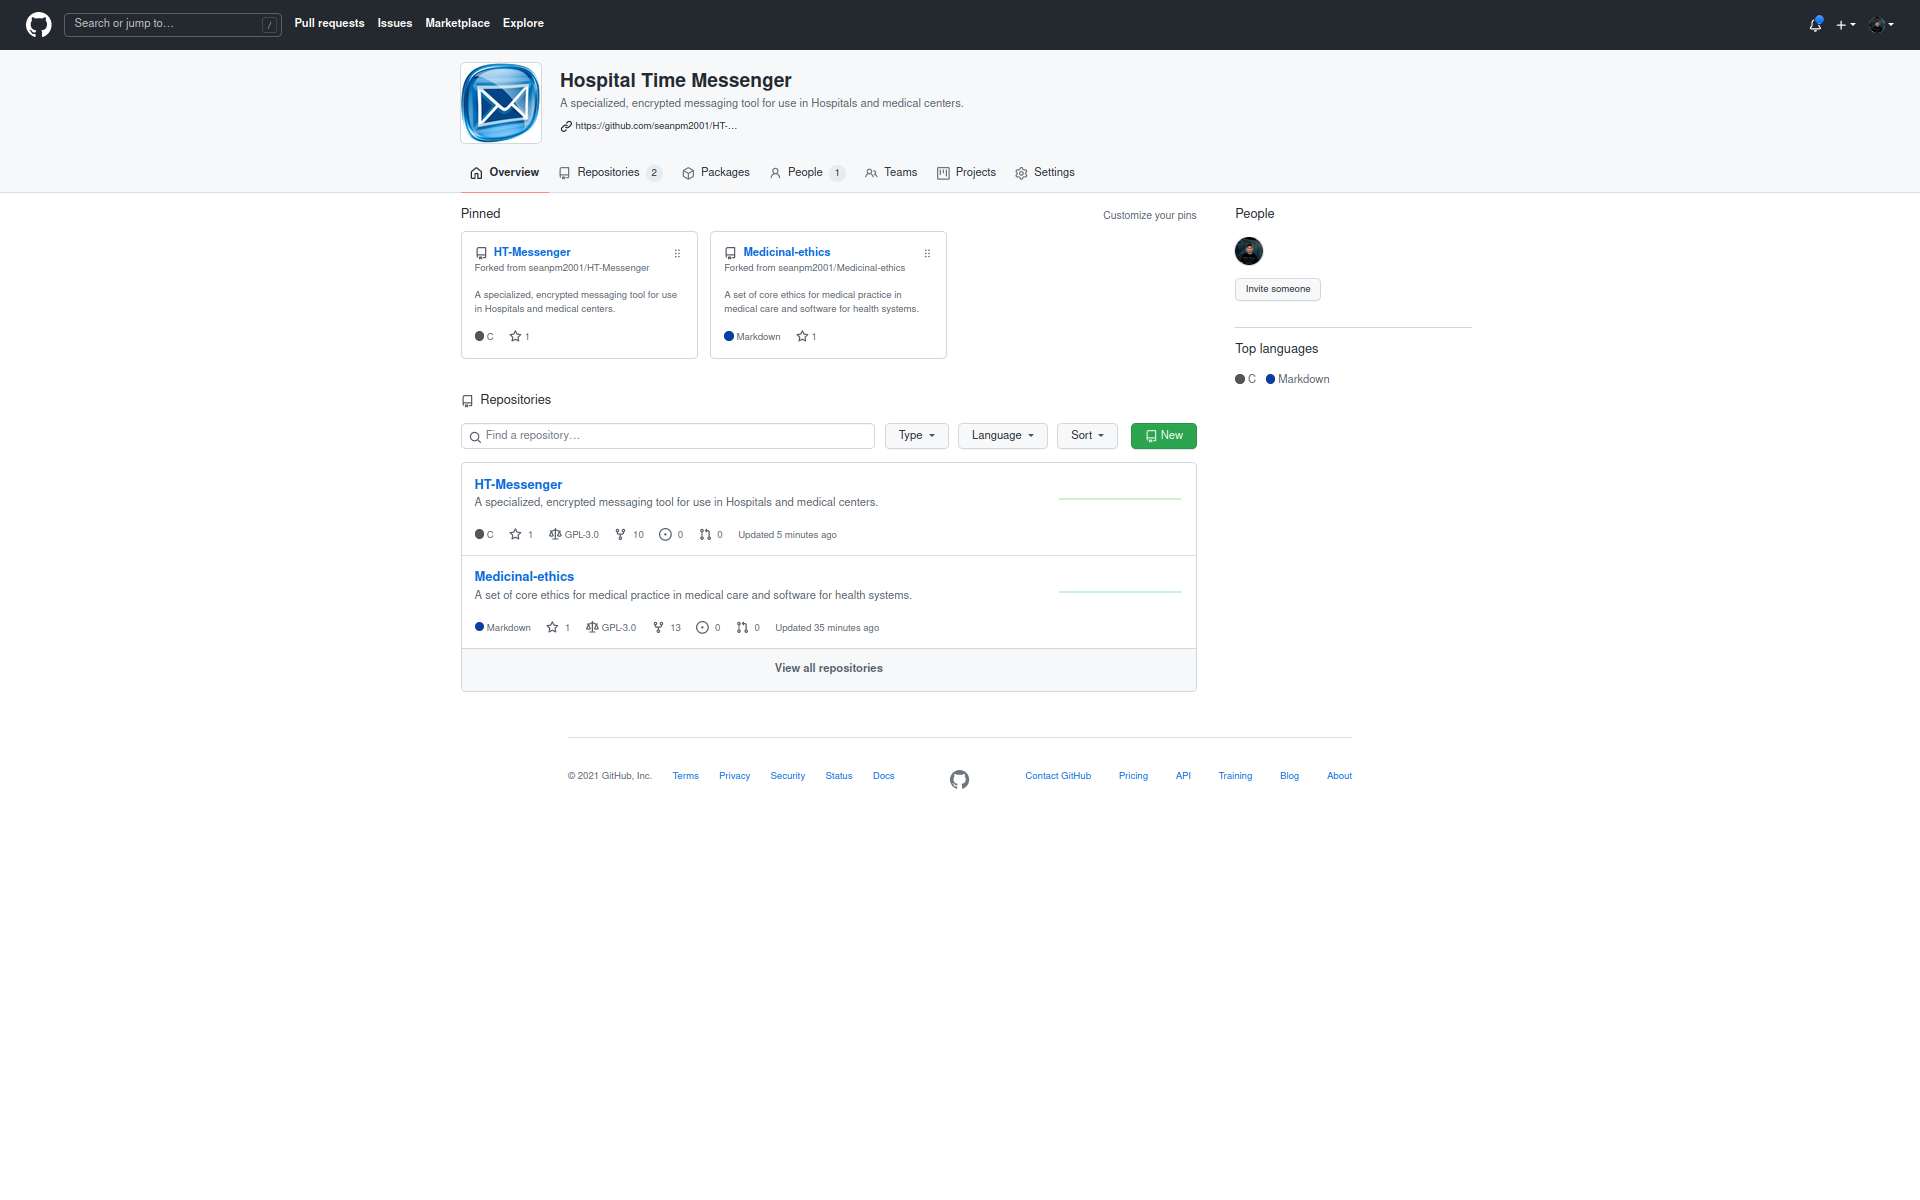 Search or jump to… /
Pull requests Issues Marketplace Explore
Hospital Time Messenger
A specialized, encrypted messaging tool for use in Hospitals and medical centers.
https://github.com/seanpm2001/HT-…
Overview Repositories 2 Packages People 1 Teams Projects Settings
Pinned
Customize your pins
HT-Messenger
Forked from seanpm2001/HT-Messenger
A specialized, encrypted messaging tool for use
in Hospitals and medical centers.
C 1
Medicinal-ethics
Forked from seanpm2001/Medicinal-ethics
A set of core ethics for medical practice in
medical care and software for health systems.
Markdown 1
People
Invite someone
Top languages
C Markdown
Repositories
Find a repository… Type Language Sort New
HT-Messenger
A specialized, encrypted messaging tool for use in Hospitals and medical centers.
C 1 GPL-3.0 10 0 0 Updated 5 minutes ago
Medicinal-ethics
A set of core ethics for medical practice in medical care and software for health systems.
Markdown 1 GPL-3.0 13 0 0 Updated 35 minutes ago
View all repositories
© 2021 GitHub, Inc. Terms Privacy Security Status Docs Contact GitHub Pricing API Training Blog About